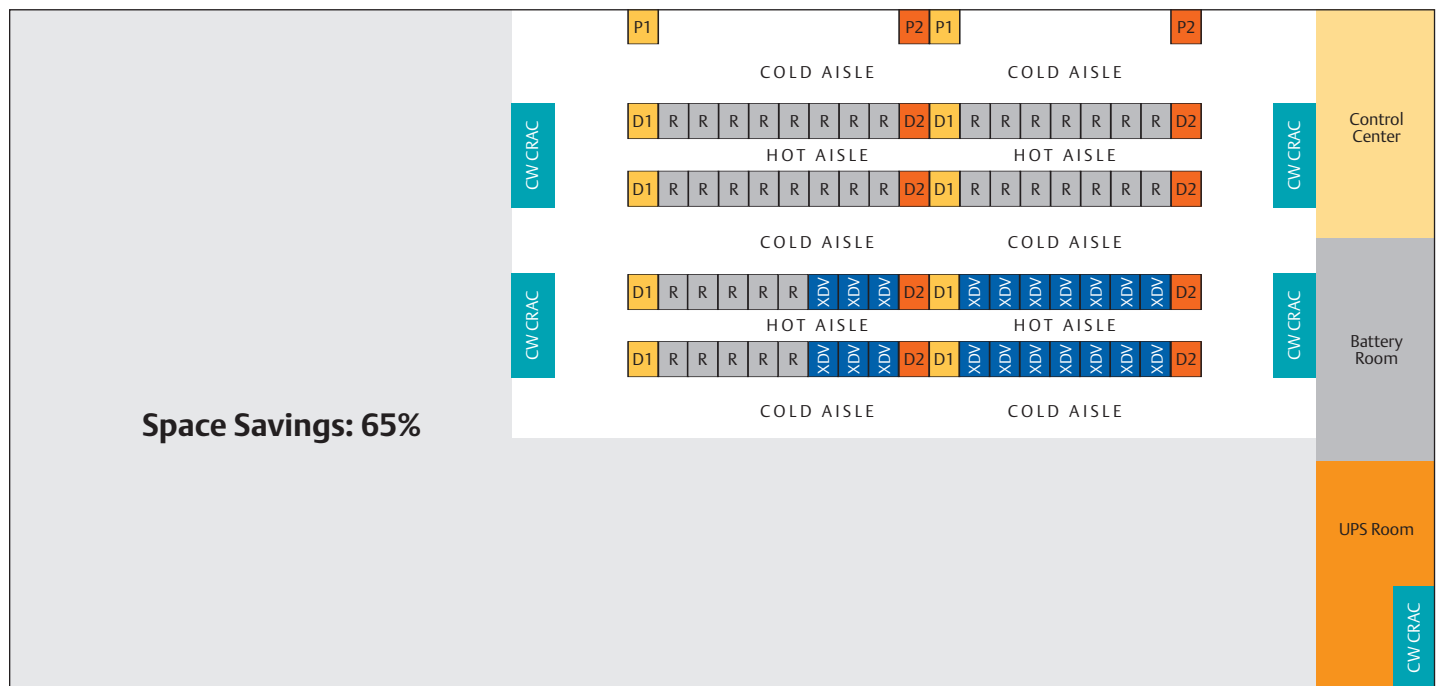 P1 P2 P1 P2
COLD AISLE COLD AISLE
D1 R R R R R R R R D2 D1 R R R R R R R D2
HOT AISLE HOT AISLE
D1 R R R R R R R R D2 D1 R R R R R R R D2
CW CRAC
CW CRAC
Control
Center
COLD AISLE COLD AISLE
D1 R R R R R XDV XDV XDV D2 D1 XDV XDV XDV XDV XDV XDV XDV D2
HOT AISLE HOT AISLE
D1 R R R R R XDV XDV XDV D2 D1 XDV XDV XDV XDV XDV XDV XDV D2
CW CRAC
CW CRAC
Battery
Room
COLD AISLE COLD AISLE
Space Savings: 65%
UPS Room
CW CRAC